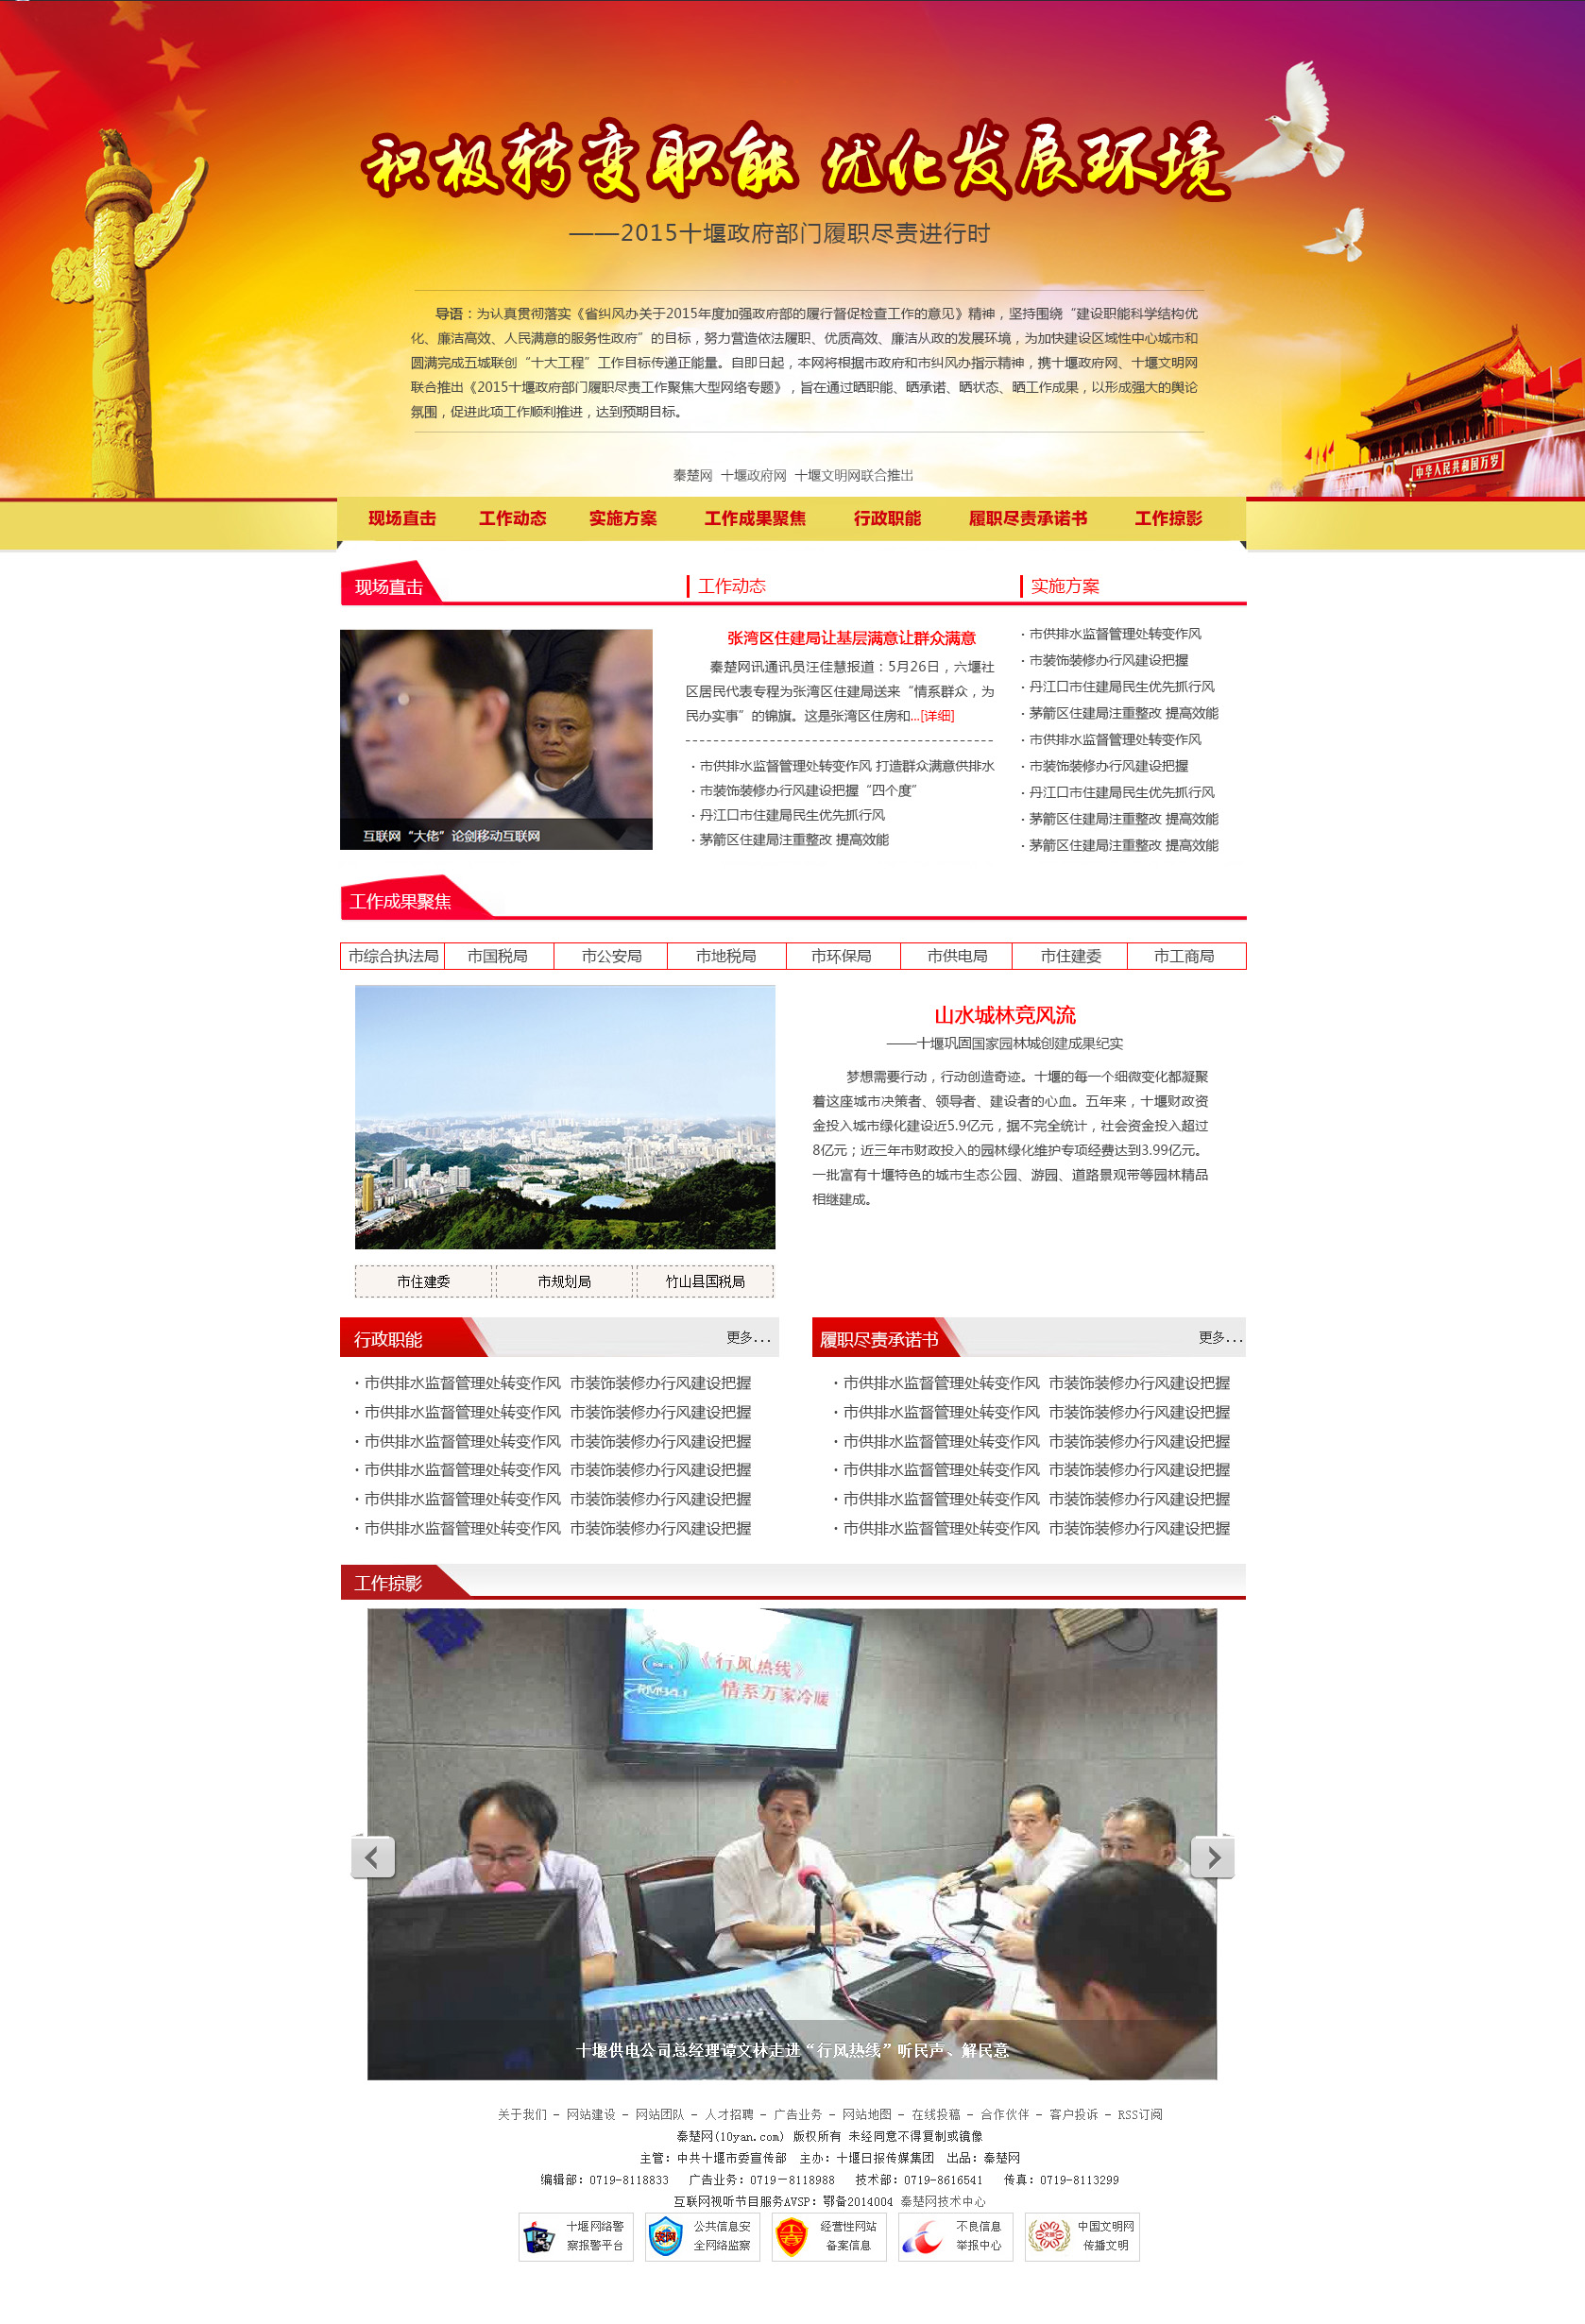 积极转变职能 优化发展环境
——2015十堰政府部门履职尽责进行时
导语：为认真贯彻落实《省纠风办关于2015年度加强政府部的履行督促检查工作的意见》精神，坚持围绕“建设职能科学结构优
化、廉洁高效、人民满意的服务性政府”的目标，努力营造依法履职、优质高效、廉洁从政的发展环境，为加快建设区域性中心城市和
圆满完成五城联创“十大工程”工作目标传递正能量。自即日起，本网将根据市政府和市纠风办指示精神，携十堰政府网、十堰文明网
联合推出《2015十堰政府部门履职尽责工作聚焦大型网络专题》，旨在通过晒职能、晒承诺、晒状态、晒工作成果，以形成强大的舆论
氛围，促进此项工作顺利推进，达到预期目标。
中华人民共和国万岁
秦楚网 十堰政府网 十堰文明网联合推出
现场直击 工作动态 实施方案 工作成果聚焦 行政职能 履职尽责承诺书 工作掠影
现场直击
互联网“大佬”论剑移动互联网
工作动态
张湾区住建局让基层满意让群众满意
秦楚网讯通讯员汪佳慧报道：5月26日，六堰社
区居民代表专程为张湾区住建局送来“情系群众，为
民办实事”的锦旗。这是张湾区住房和...[详细]
· 市供排水监督管理处转变作风 打造群众满意供排水
· 市装饰装修办行风建设把握“四个度”
· 丹江口市住建局民生优先抓行风
· 茅箭区住建局注重整改 提高效能
实施方案
· 市供排水监督管理处转变作风
· 市装饰装修办行风建设把握
· 丹江口市住建局民生优先抓行风
· 茅箭区住建局注重整改 提高效能
· 市供排水监督管理处转变作风
· 市装饰装修办行风建设把握
· 丹江口市住建局民生优先抓行风
· 茅箭区住建局注重整改 提高效能
· 茅箭区住建局注重整改 提高效能
工作成果聚焦
市综合执法局 市国税局 市公安局 市地税局 市环保局 市供电局 市住建委 市工商局
山水城林竞风流
——十堰巩固国家园林城创建成果纪实
梦想需要行动，行动创造奇迹。十堰的每一个细微变化都凝聚
着这座城市决策者、领导者、建设者的心血。五年来，十堰财政资
金投入城市绿化建设近5.9亿元，据不完全统计，社会资金投入超过
8亿元；近三年市财政投入的园林绿化维护专项经费达到3.99亿元。
一批富有十堰特色的城市生态公园、游园、道路景观带等园林精品
相继建成。
市住建委 市规划局 竹山县国税局
行政职能 更多...
· 市供排水监督管理处转变作风 市装饰装修办行风建设把握
· 市供排水监督管理处转变作风 市装饰装修办行风建设把握
· 市供排水监督管理处转变作风 市装饰装修办行风建设把握
· 市供排水监督管理处转变作风 市装饰装修办行风建设把握
· 市供排水监督管理处转变作风 市装饰装修办行风建设把握
· 市供排水监督管理处转变作风 市装饰装修办行风建设把握
履职尽责承诺书 更多...
· 市供排水监督管理处转变作风 市装饰装修办行风建设把握
· 市供排水监督管理处转变作风 市装饰装修办行风建设把握
· 市供排水监督管理处转变作风 市装饰装修办行风建设把握
· 市供排水监督管理处转变作风 市装饰装修办行风建设把握
· 市供排水监督管理处转变作风 市装饰装修办行风建设把握
· 市供排水监督管理处转变作风 市装饰装修办行风建设把握
工作掠影
《行风热线》
情系万家冷暖
十堰供电公司总经理谭文林走进“行风热线”听民声、解民意
关于我们 - 网站建设 - 网站团队 - 人才招聘 - 广告业务 - 网站地图 - 在线投稿 - 合作伙伴 - 客户投诉 - RSS订阅
秦楚网(10yan.com) 版权所有 未经同意不得复制或镜像
主管：中共十堰市委宣传部 主办：十堰日报传媒集团 出品：秦楚网
编辑部：0719-8118833 广告业务：0719－8118988 技术部：0719-8616541 传真：0719-8113299
互联网视听节目服务AVSP：鄂备2014004 秦楚网技术中心
十堰网络警
察报警平台
公共信息安
全网络监察
经营性网站
备案信息
不良信息
举报中心
中国文明网
传播文明